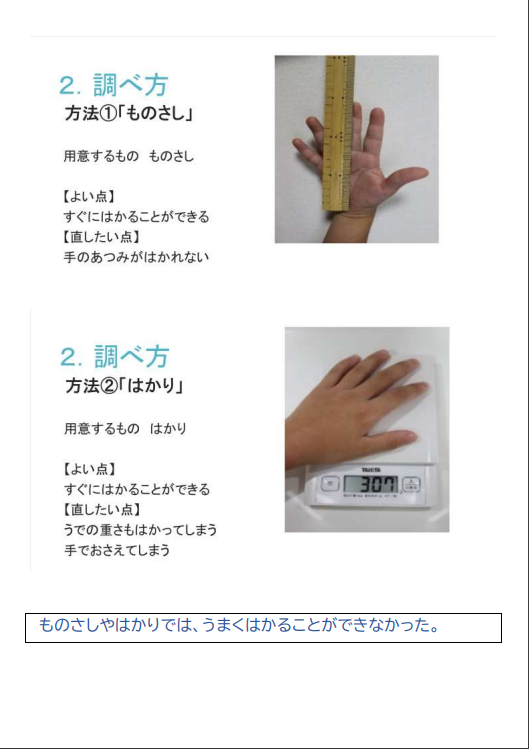 2．調べ方
方法①「ものさし」
用意するもの　ものさし
【よい点】
すぐにはかることができる
【直したい点】
手のあつみがはかれない
2．調べ方
方法②「はかり」
用意するもの　はかり
【よい点】
すぐにはかることができる
【直したい点】
うでの重さもはかってしまう
手でおさえてしまう
TANITA
307
ものさしやはかりでは、うまくはかることができなかった。